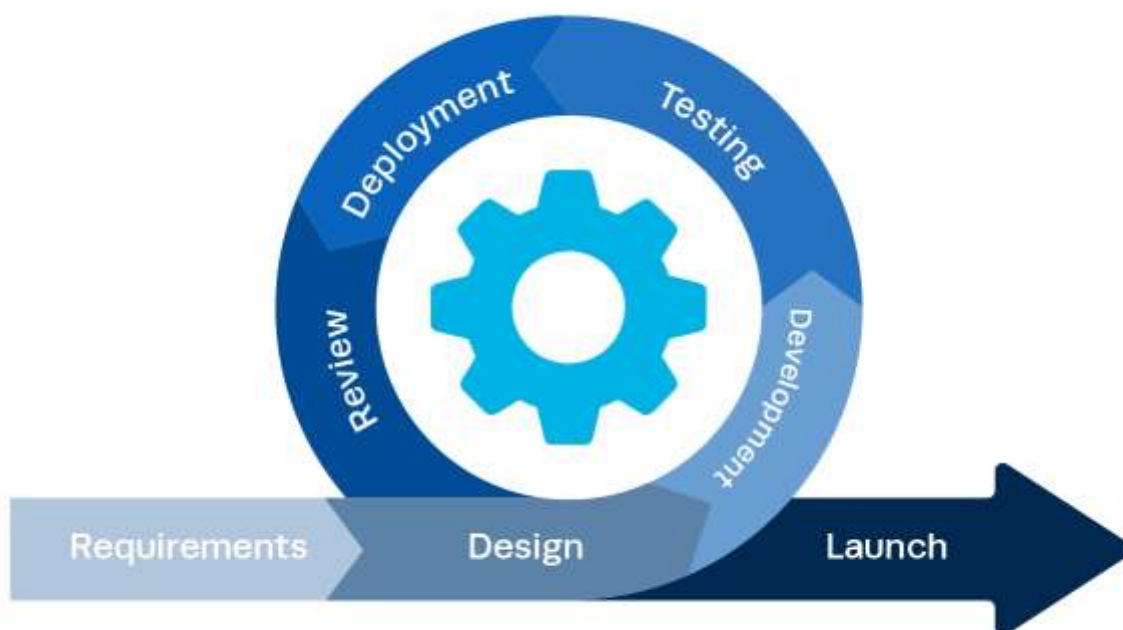 Requirements
Design
Development
Testing
Deployment
Review
Launch